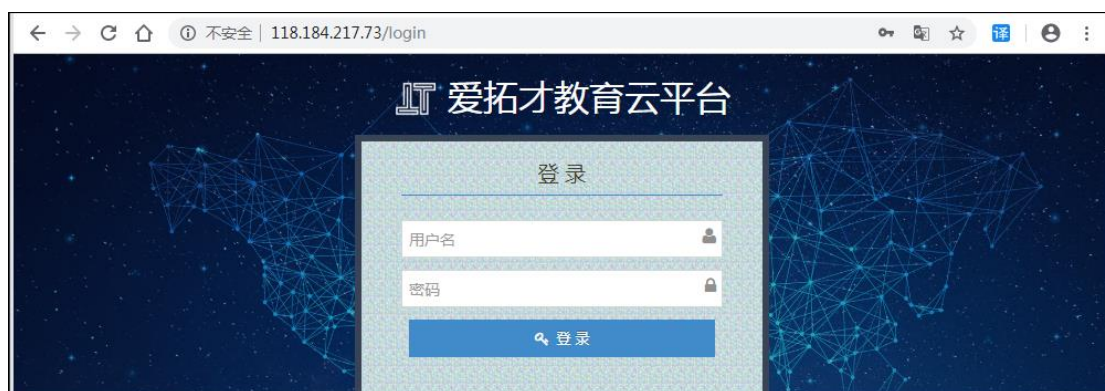 不安全 | 118.184.217.73/login
译
爱拓才教育云平台
登录
用户名
密码
登录